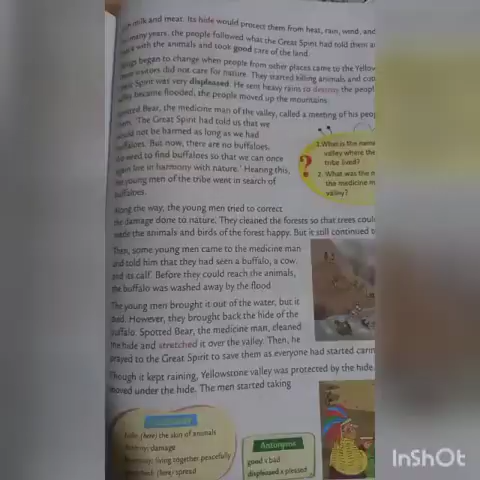 milk and meat. Its hide would protect them from heat, rain, wind, and
many years, the people followed what the Great Spirit had told them a
with the animals and took good care of the land.
began to change when people from other places came to the Yellow
visitors did not care for nature. They started killing animals and cut
Spirit was very displeased. He sent heavy rains to destroy the peopl
became flooded, the people moved up the mountains.
Spotted Bear, the medicine man of the valley, called a meeting of his peop
'The Great Spirit had told us that we
would not be harmed as long as we had
buffaloes. But now, there are no buffaloes.
need to find buffaloes so that we can once
again live in harmony with nature.' Hearing this,
the young men of the tribe went in search of
buffaloes.
1. What is the nam
valley where the
tribe lived?
2. What was the n
the medicine m
valley?
?
Along the way, the young men tried to correct
the damage done to nature. They cleaned the forests so that trees coul
made the animals and birds of the forest happy. But it still continued t
Then, some young men came to the medicine man
and told him that they had seen a buffalo, a cow,
and its calf. Before they could reach the animals,
the buffalo was washed away by the flood
The young men brought it out of the water, but it
died. However, they brought back the hide of the
buffalo. Spotted Bear, the medicine man, cleaned
the hide and stretched it over the valley. Then, he
prayed to the Great Spirit to save them as everyone had started
Though it kept raining, Yellowstone valley was protected by the hide.
moved under the hide. The men started taking
hide: (here) the skin of animals
damage
living together peacefully
(here) spread
Antonyms
good x bad
displeased x pleased
InShOt